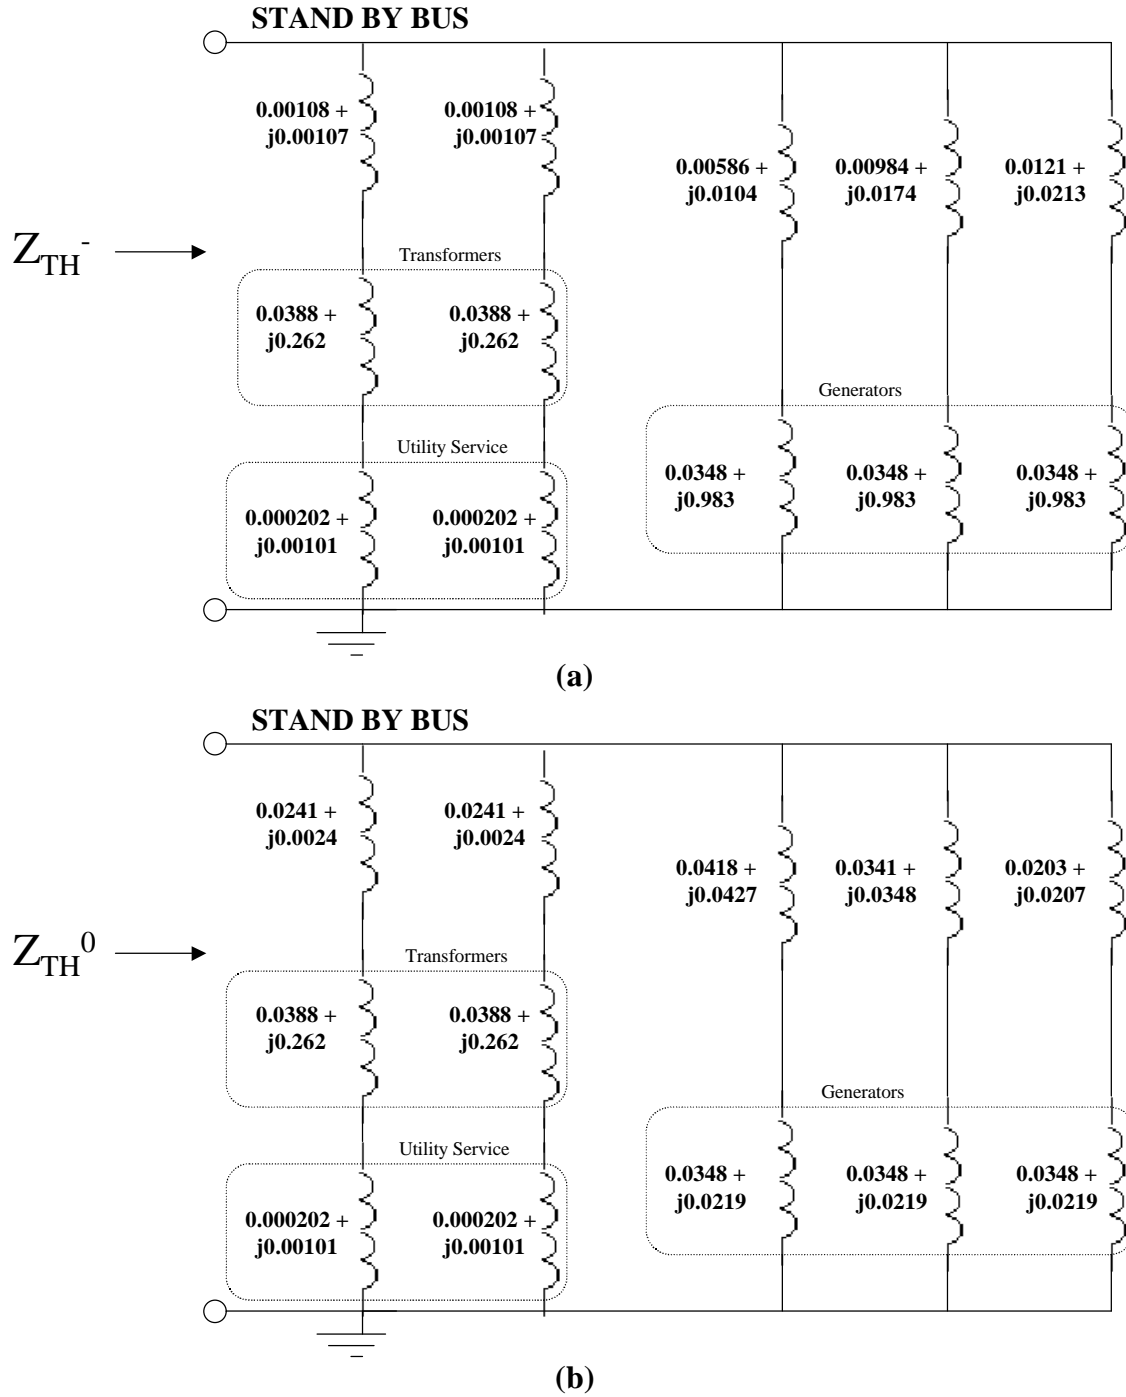 STAND BY BUS
0.00108 +
j0.00107
0.00108 +
j0.00107
0.00586 +
j0.0104
0.00984 +
j0.0174
0.0121 +
j0.0213
ZTH-
Transformers
0.0388 +
j0.262
0.0388 +
j0.262
Generators
Utility Service
0.0348 +
j0.983
0.0348 +
j0.983
0.0348 +
j0.983
0.000202 +
j0.00101
0.000202 +
j0.00101
(a)
STAND BY BUS
0.0241 +
j0.0024
0.0241 +
j0.0024
0.0418 +
j0.0427
0.0341 +
j0.0348
0.0203 +
j0.0207
ZTH0
Transformers
0.0388 +
j0.262
0.0388 +
j0.262
Generators
Utility Service
0.0348 +
j0.0219
0.0348 +
j0.0219
0.0348 +
j0.0219
0.000202 +
j0.00101
0.000202 +
j0.00101
(b)